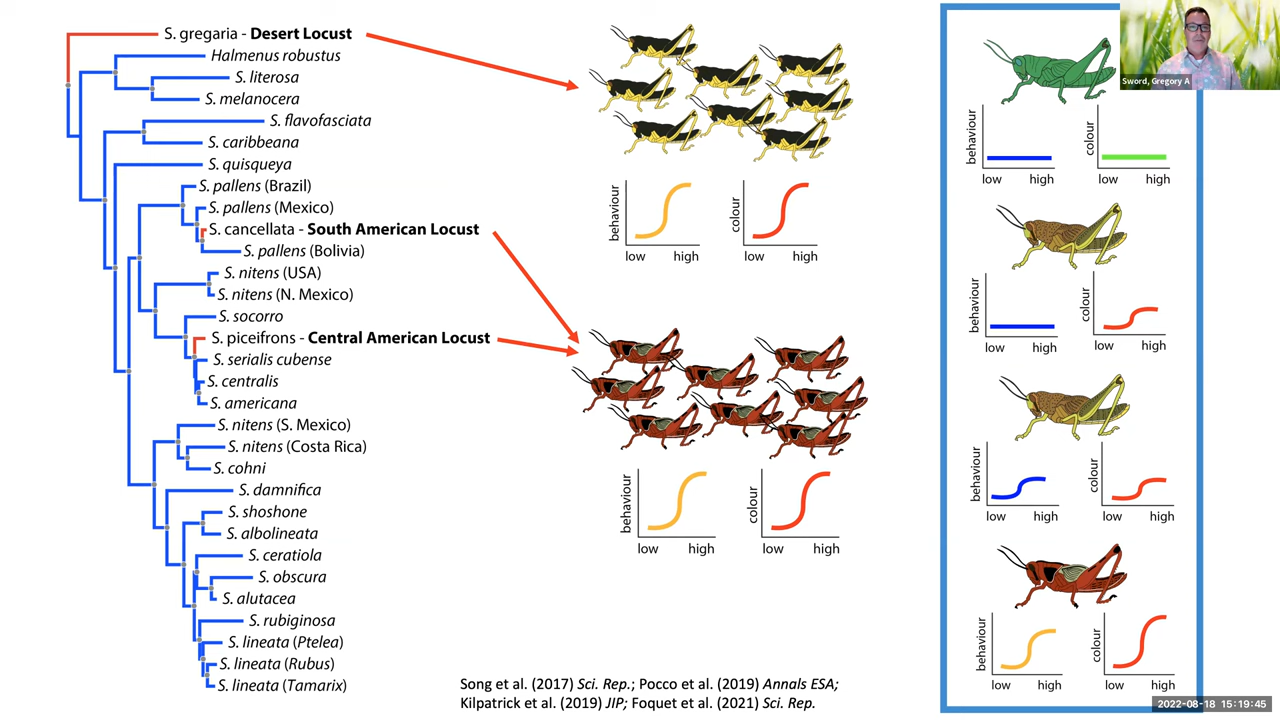 S. gregaria - Desert Locust
Halmenus robustus
S. literosa
S. melanocera
S. flavofasciata
S. caribbeana
S. quisqueya
S. pallens (Brazil)
S. pallens (Mexico)
S. cancellata - South American Locust
S. pallens (Bolivia)
S. nitens (USA)
S. nitens (N. Mexico)
S. socorro
S. piceifrons - Central American Locust
S. serialis cubense
S. centralis
S. americana
S. nitens (S. Mexico)
S. nitens (Costa Rica)
S. cohni
S. damnifica
S. shoshone
S. albolineata
S. ceratiola
S. obscura
S. alutacea
S. rubiginosa
S. lineata (Ptelea)
S. lineata (Rubus)
S. lineata (Tamarix)
behaviour
low high
colour
low high
behaviour
low high
colour
low high
Song et al. (2017) Sci. Rep.; Pocco et al. (2019) Annals ESA;
Kilpatrick et al. (2019) JIP; Foquet et al. (2021) Sci. Rep.
Sword, Gregory A
behaviour
low high
colour
low high
behaviour
low high
colour
low high
behaviour
low high
colour
low high
behaviour
low high
colour
low high
2022-08-18 15:19:45